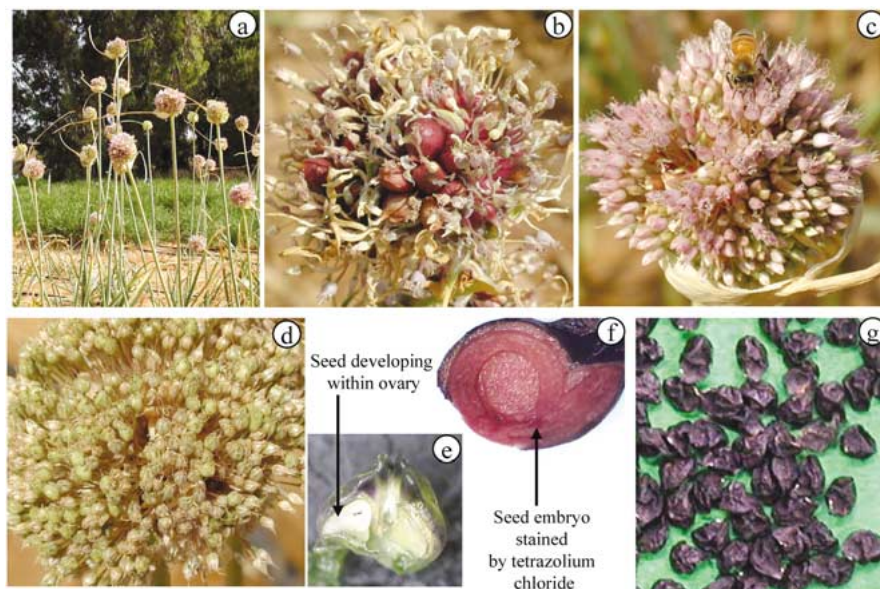 a
b
c
d
Seed developing
within ovary
e
f
Seed embryo
stained
by tetrazolium
chloride
g